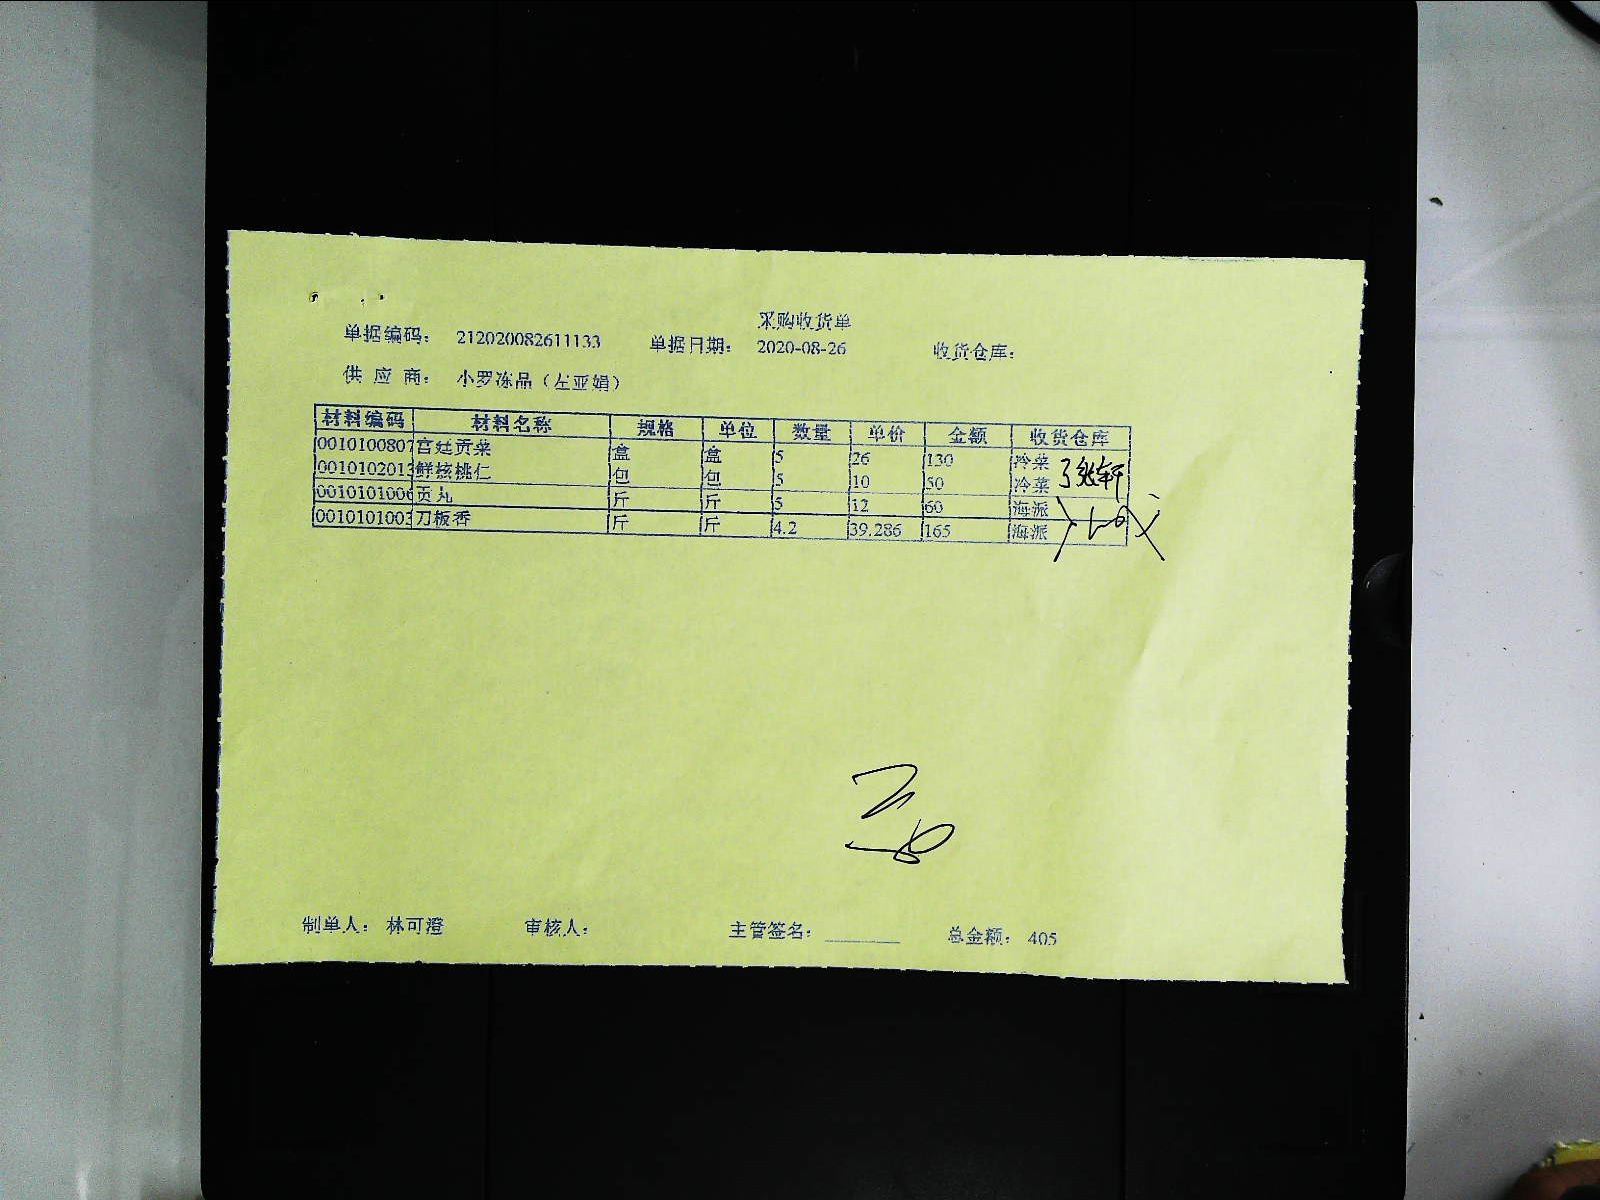 采购收货单
单据编码： 212020082611133 单据日期： 2020-08-26 收货仓库：
供 应 商： 小罗冻品（左亚娟）
材料编码 材料名称 规格 单位 数量 单价 金额 收货仓库
0010100807 宫廷贡菜 盒 盒 5 26 130 冷菜
0010102013 鲜核桃仁 包 包 5 10 50 冷菜
0010101006 贡丸 斤 斤 5 12 60 海派
0010101003 刀板香 斤 斤 4.2 39.286 165 海派
制单人： 林可澄 审核人： 主管签名： 总金额： 405